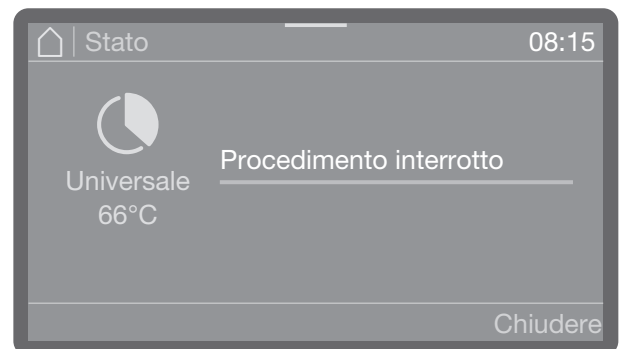 Stato 08:15
Procedimento interrotto
Universale
66°C
Chiudere